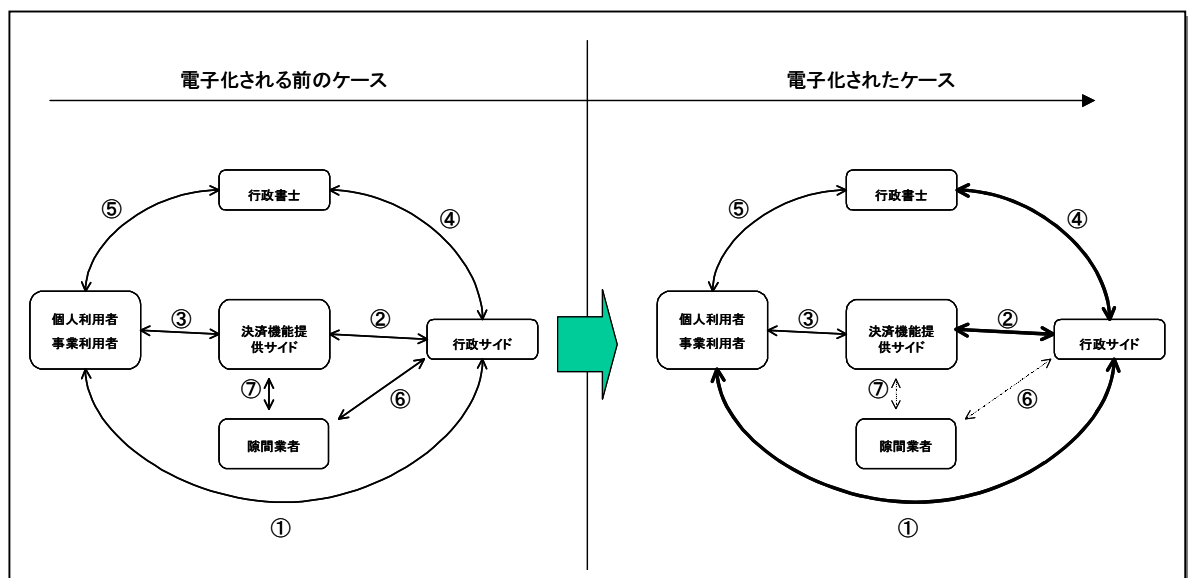 電子化される前のケース
電子化されたケース
行政書士
⑤
④
個人利用者
事業利用者
③
決済機能提
供サイド
②
行政サイド
⑦
⑥
隙間業者
①
行政書士
⑤
④
個人利用者
事業利用者
③
決済機能提
供サイド
②
行政サイド
⑦
⑥
隙間業者
①